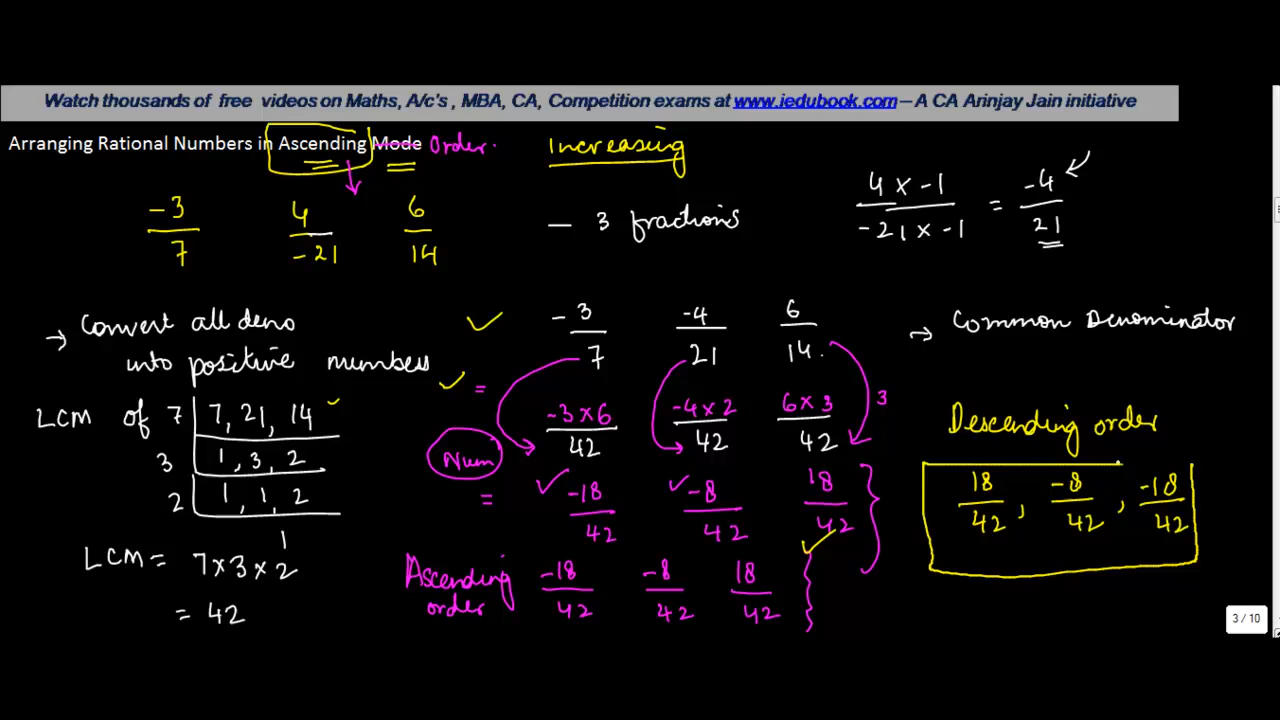 Watch thousands of free videos on Maths, A/c's , MBA, CA, Competition exams at www.iedubook.com – A CA Arinjay Jain initiative
Arranging Rational Numbers in Ascending Mode Order. Increasing
-3/7 4/-21 6/14 – 3 fractions
4 x -1 / -21 x -1 = -4/21
→ Convert all deno
into positive numbers
- 3/7 -4/21 6/14.
→ Common Denominator
LCM of 7 | 7, 21, 14
3 | 1, 3, 2
2 | 1, 1, 2
1
LCM = 7 x 3 x 2
= 42
= -3 x 6 / 42 -4 x 2 / 42 6 x 3 / 42 3
Num
= -18/42 -8/42 18/42
Ascending
order
-18/42 -8/42 18/42
Descending order
18/42 , -8/42 , -18/42
3 / 10